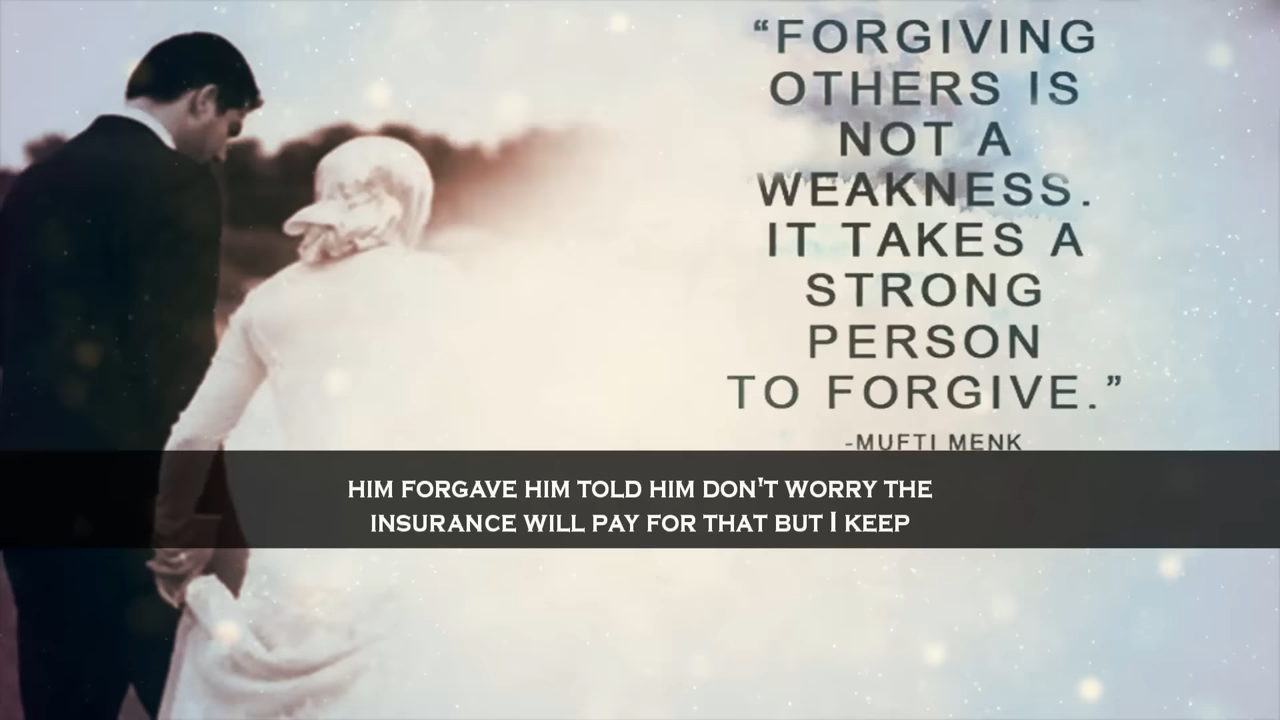 “FORGIVING
OTHERS IS
NOT A
WEAKNESS.
IT TAKES A
STRONG
PERSON
TO FORGIVE.”
-MUFTI MENK
HIM FORGAVE HIM TOLD HIM DON'T WORRY THE
INSURANCE WILL PAY FOR THAT BUT I KEEP